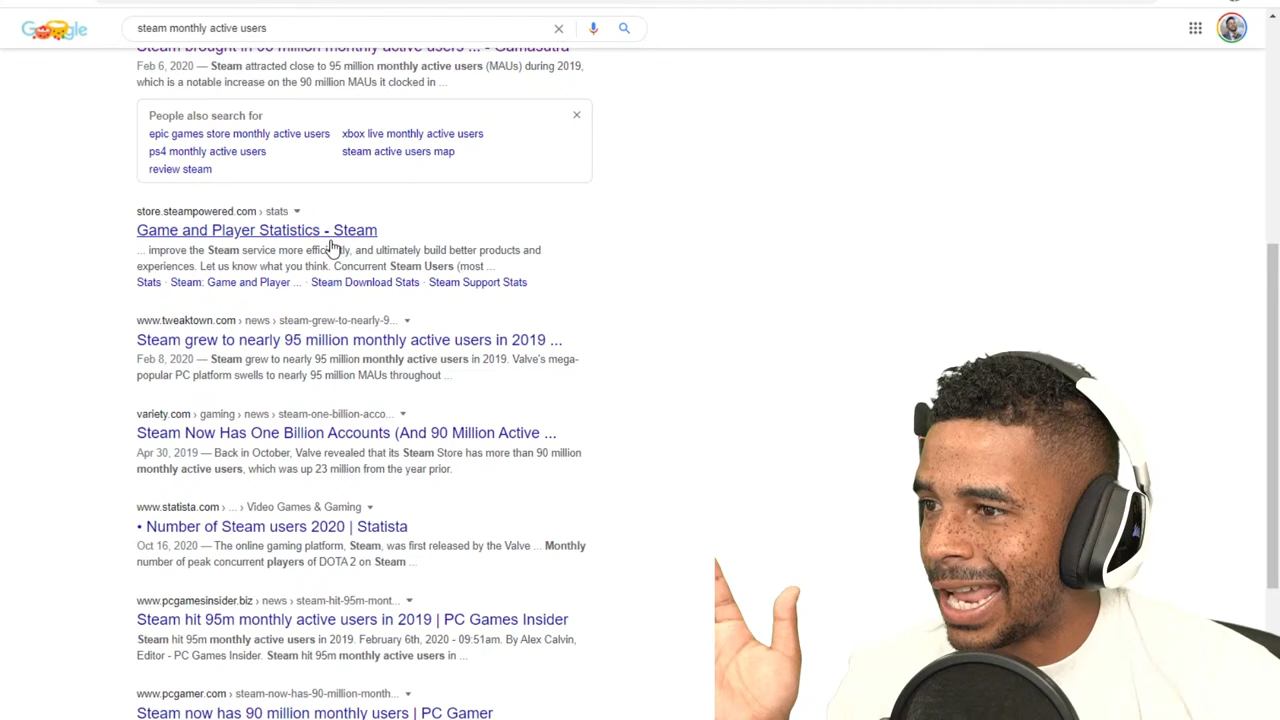 Google
steam monthly active users
Steam brought in 90 million monthly active users ... - Gamasutra
Feb 6, 2020 — Steam attracted close to 95 million monthly active users (MAUs) during 2019,
which is a notable increase on the 90 million MAUs it clocked in ...
People also search for
epic games store monthly active users
xbox live monthly active users
ps4 monthly active users
steam active users map
review steam
store.steampowered.com › stats
Game and Player Statistics - Steam
... improve the Steam service more efficiently, and ultimately build better products and
experiences. Let us know what you think. Concurrent Steam Users (most ...
Stats · Steam: Game and Player ... · Steam Download Stats · Steam Support Stats
www.tweaktown.com › news › steam-grew-to-nearly-9...
Steam grew to nearly 95 million monthly active users in 2019 ...
Feb 8, 2020 — Steam grew to nearly 95 million monthly active users in 2019. Valve's mega-
popular PC platform swells to nearly 95 million MAUs throughout ...
variety.com › gaming › news › steam-one-billion-acco...
Steam Now Has One Billion Accounts (And 90 Million Active ...
Apr 30, 2019 — Back in October, Valve revealed that its Steam Store has more than 90 million
monthly active users, which was up 23 million from the year prior.
www.statista.com › ... › Video Games & Gaming
• Number of Steam users 2020 | Statista
Oct 16, 2020 — The online gaming platform, Steam, was first released by the Valve ... Monthly
number of peak concurrent players of DOTA 2 on Steam ...
www.pcgamesinsider.biz › news › steam-hit-95m-mont...
Steam hit 95m monthly active users in 2019 | PC Games Insider
Steam hit 95m monthly active users in 2019. February 6th, 2020 - 09:51am. By Alex Calvin,
Editor - PC Games Insider. Steam hit 95m monthly active users in ...
www.pcgamer.com › steam-now-has-90-million-month...
Steam now has 90 million monthly users | PC Gamer